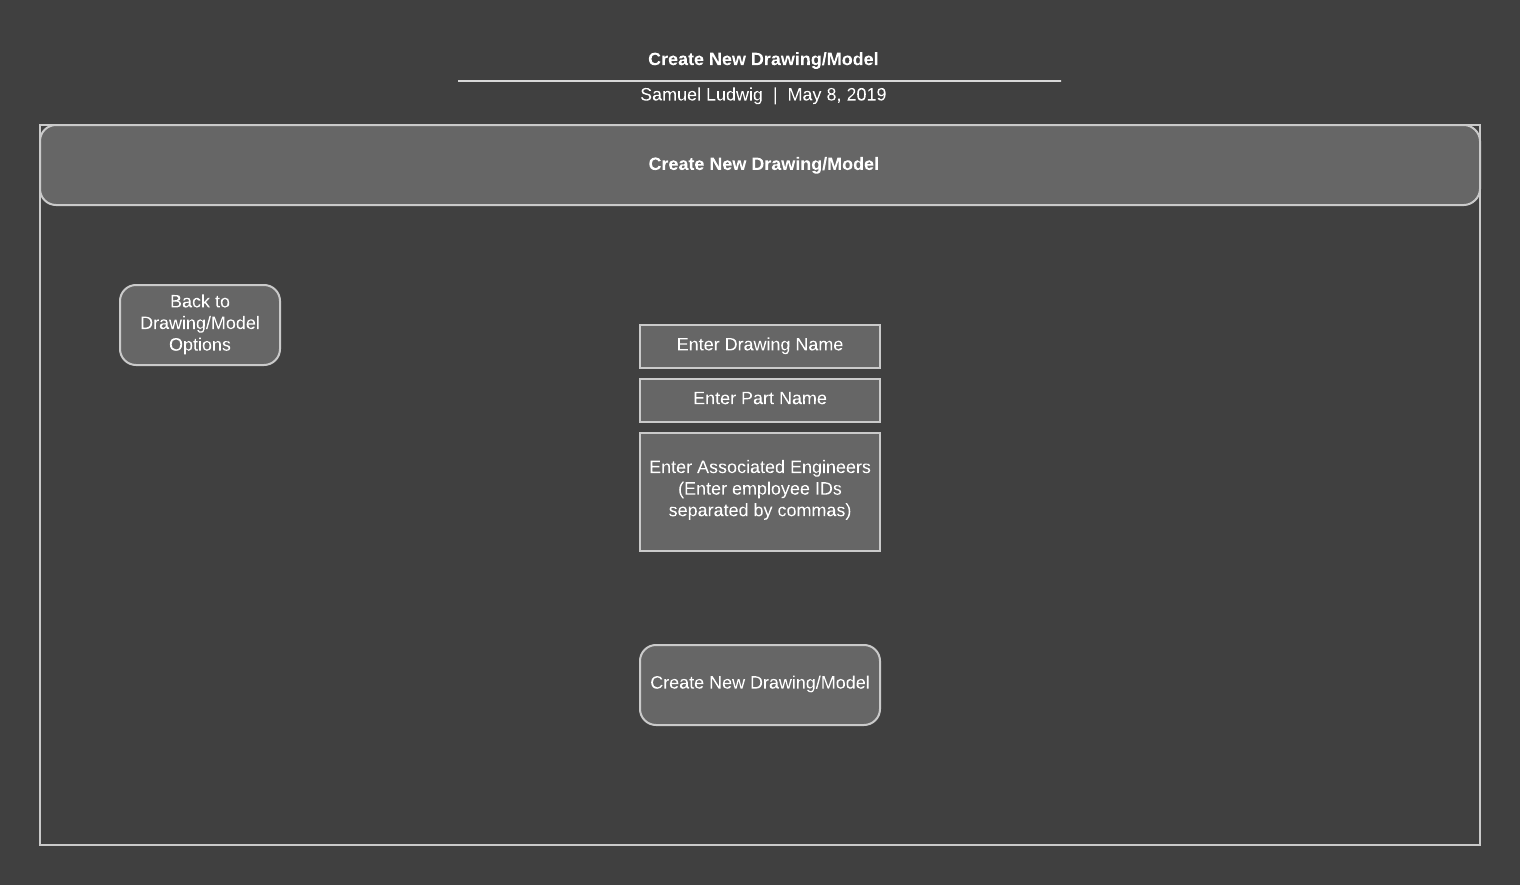 Create New Drawing/Model
Samuel Ludwig | May 8, 2019
Create New Drawing/Model
Back to
Drawing/Model
Options
Enter Drawing Name
Enter Part Name
Enter Associated Engineers
(Enter employee IDs
separated by commas)
Create New Drawing/Model